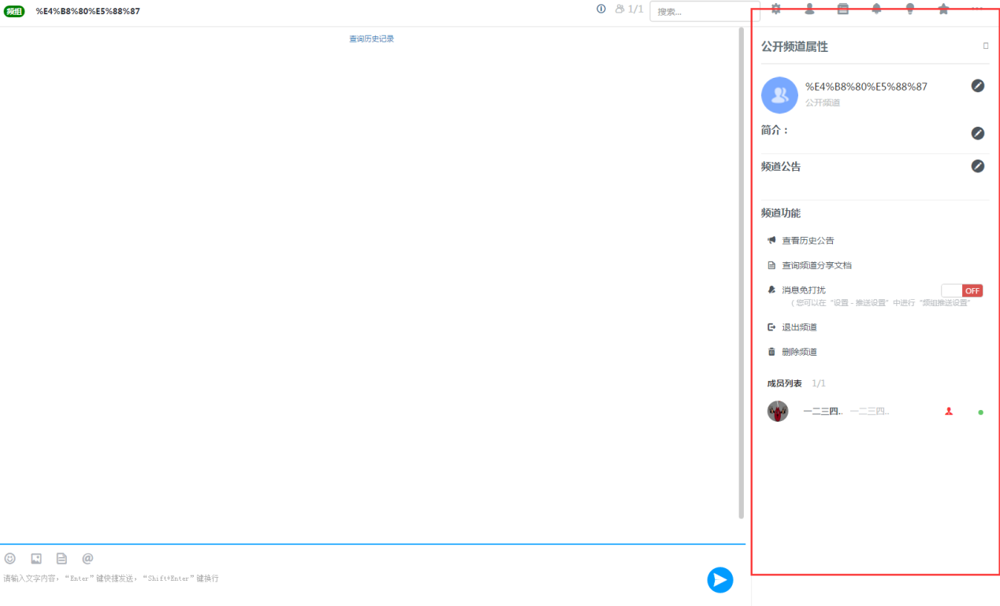 频组 %E4%B8%80%E5%88%87 1/1 搜索...
查询历史记录
公开频道属性
%E4%B8%80%E5%88%87
公开频道
简介：
频道公告
频道功能
查看历史公告
查询频道分享文档
消息免打扰 OFF
（您可以在“设置 - 推送设置”中进行“频组推送设置”
退出频道
删除频道
成员列表 1/1
一二三四.. 一二三四..
请输入文字内容，“Enter”键快捷发送，“Shift+Enter”键换行